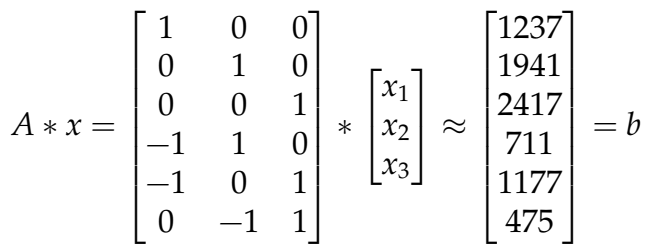 A ∗ x = [1 0 0; 0 1 0; 0 0 1; −1 1 0; −1 0 1; 0 −1 1] ∗ [x₁; x₂; x₃] ≈ [1237; 1941; 2417; 711; 1177; 475] = b